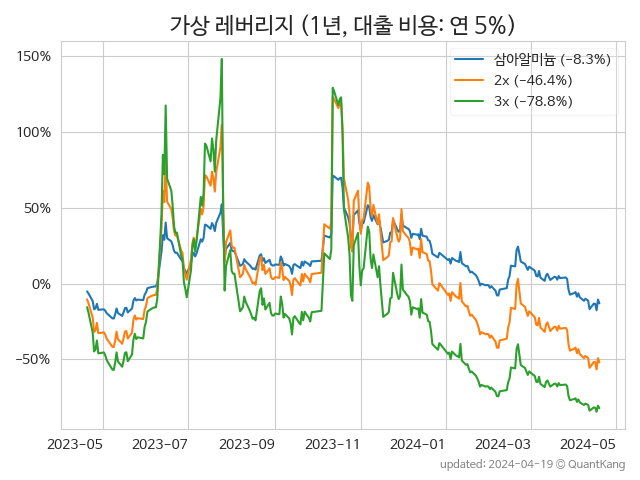 가상 레버리지 (1년, 대출 비용: 연 5%)
삼아알미늄 (−8.3%)
2x (−46.4%)
3x (−78.8%)
150%
100%
50%
0%
−50%
2023-05 2023-07 2023-09 2023-11 2024-01 2024-03 2024-05
updated: 2024-04-19 © QuantKang